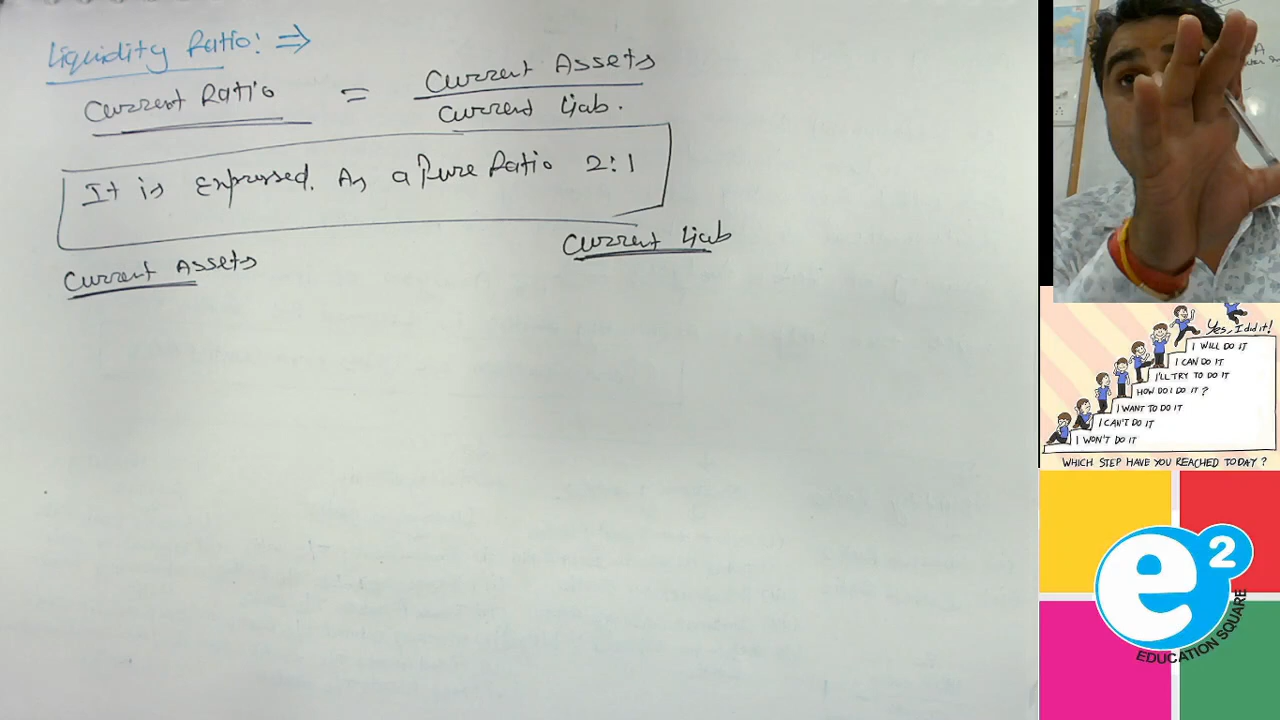 Liquidity Ratio: ⇒
Current Ratio = Current Assets
Current Liab.
It is Expressed. As a Pure Ratio 2:1
Current Assets
Current Liab
Yes, I did it!
I WILL DO IT
I CAN DO IT
I'LL TRY TO DO IT
HOW DO I DO IT?
I WANT TO DO IT
I CAN'T DO IT
I WON'T DO IT
WHICH STEP HAVE YOU REACHED TODAY?
e2
EDUCATION SQUARE